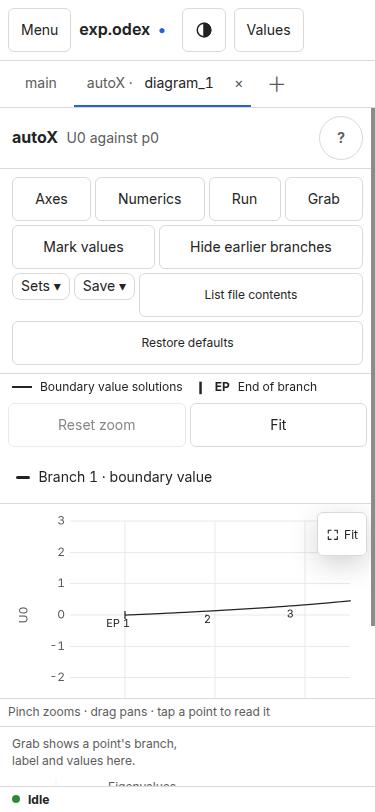 Menu exp.odex Values
main autoX · diagram_1 × +
autoX U0 against p0 ?
Axes Numerics Run Grab
Mark values Hide earlier branches
Sets ▾ Save ▾ List file contents
Restore defaults
Boundary value solutions EP End of branch
Reset zoom Fit
Branch 1 · boundary value
Fit
3
2
1
0
-1
-2
U0
EP 1 2 3
Pinch zooms · drag pans · tap a point to read it
Grab shows a point's branch,
label and values here.
Eigenvalues
Idle